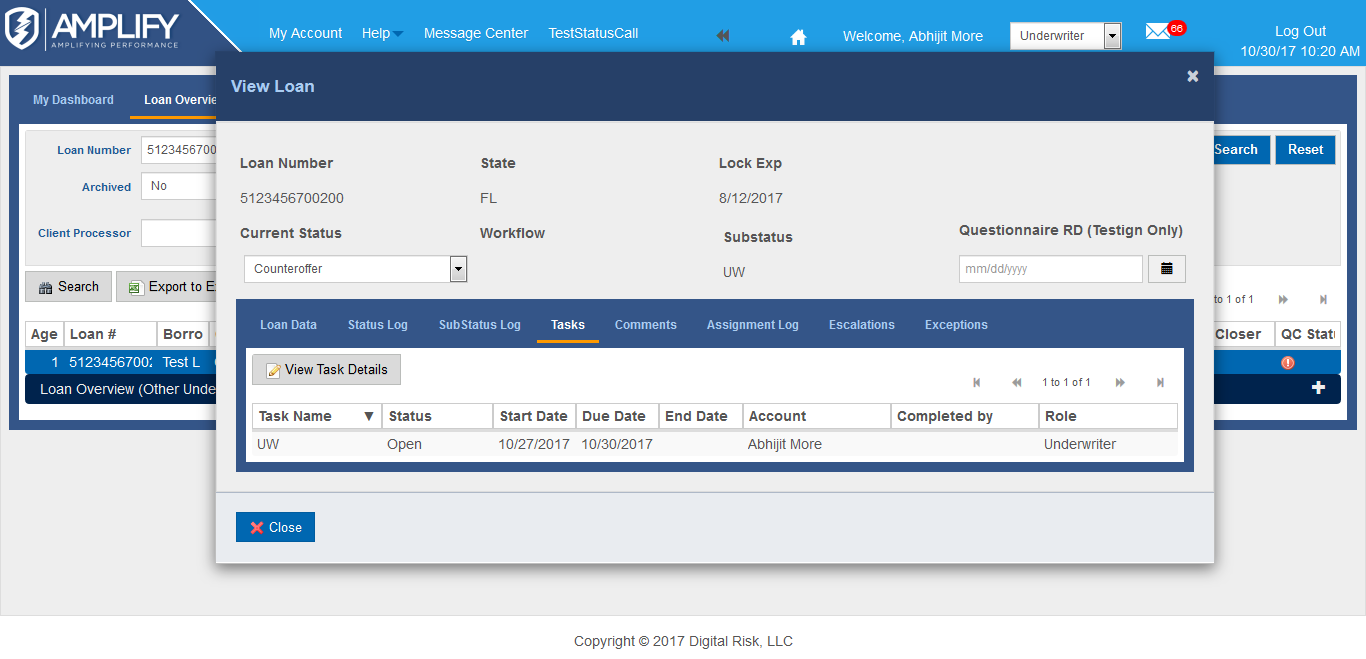 AMPLIFY
AMPLIFYING PERFORMANCE
My Account Help Message Center TestStatusCall Welcome, Abhijit More Underwriter 66 Log Out
10/30/17 10:20 AM
My Dashboard Loan Overvie
View Loan
Loan Number 5123456700
Archived No
Client Processor
Search Reset
Search Export to E
to 1 of 1
Age Loan # Borro Closer QC Stat
1 5123456700 Test L
Loan Overview (Other Unde
Loan Number State Lock Exp
5123456700200 FL 8/12/2017
Current Status Workflow Substatus Questionnaire RD (Testign Only)
Counteroffer UW mm/dd/yyyy
Loan Data Status Log SubStatus Log Tasks Comments Assignment Log Escalations Exceptions
View Task Details
1 to 1 of 1
Task Name Status Start Date Due Date End Date Account Completed by Role
UW Open 10/27/2017 10/30/2017 Abhijit More Underwriter
Close
Copyright © 2017 Digital Risk, LLC